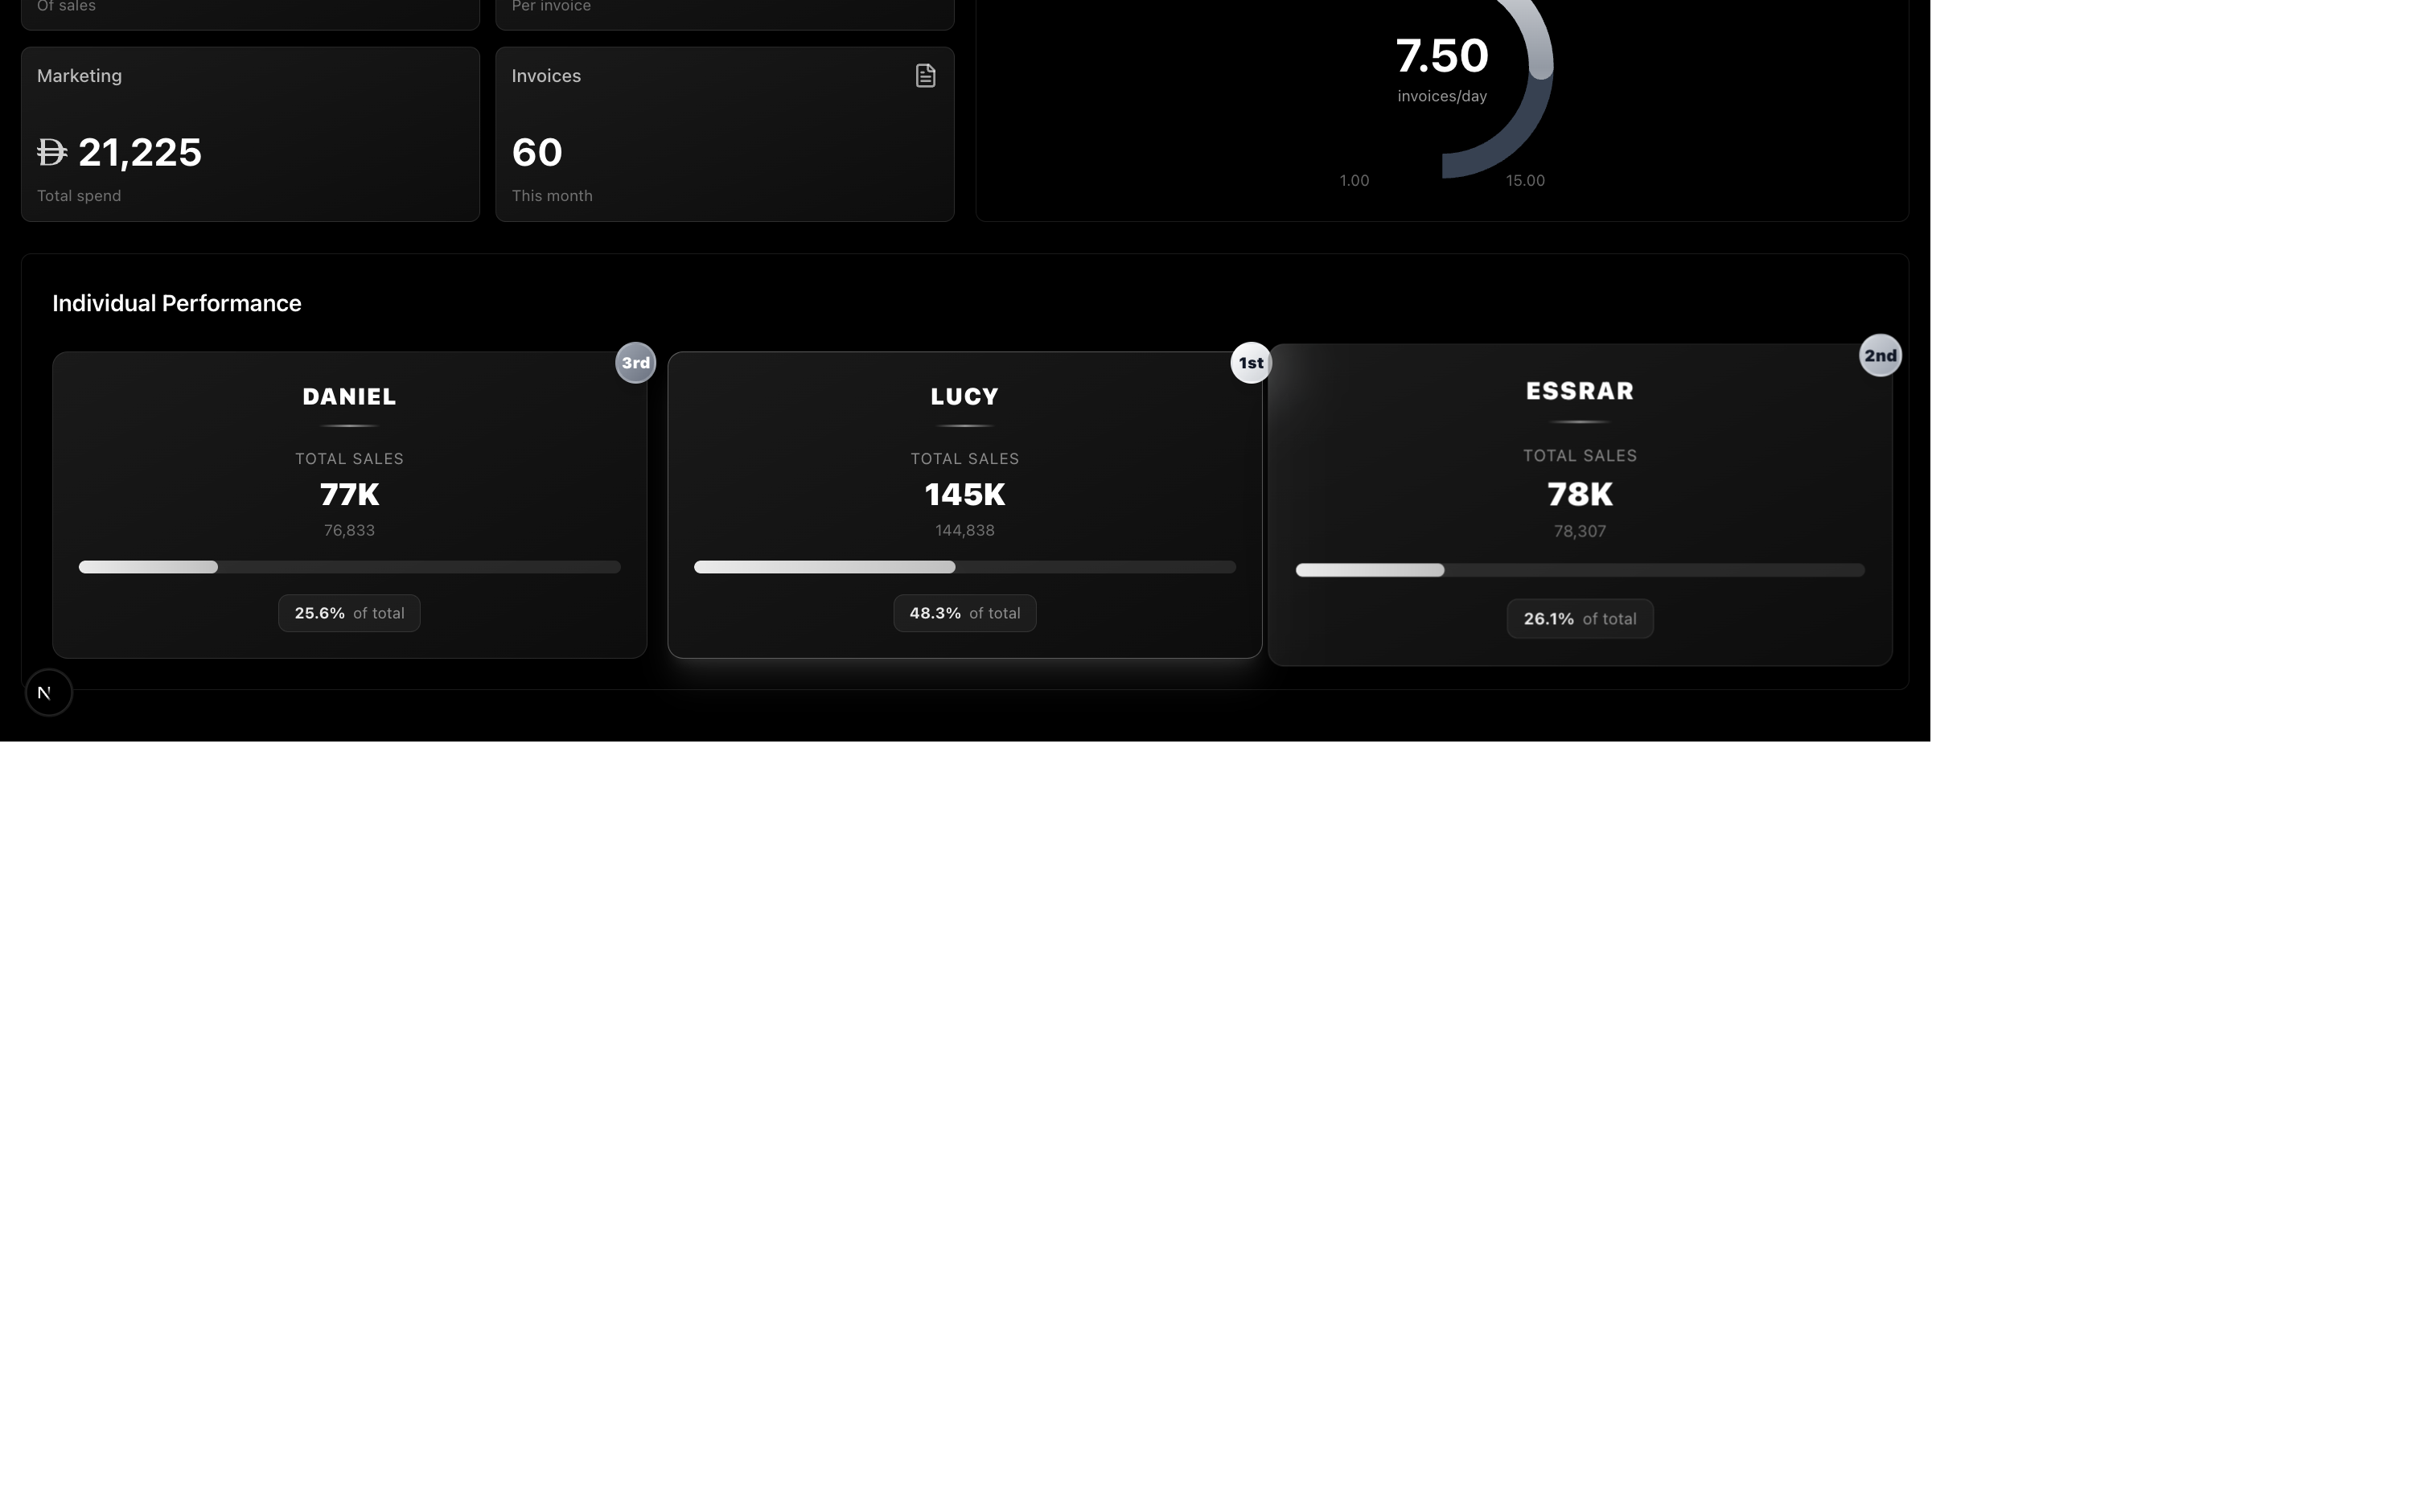 Of sales
Per invoice
Marketing
21,225
Total spend
Invoices
60
This month
7.50
invoices/day
1.00
15.00
Individual Performance
3rd
DANIEL
TOTAL SALES
77K
76,833
25.6% of total
1st
LUCY
TOTAL SALES
145K
144,838
48.3% of total
2nd
ESSRAR
TOTAL SALES
78K
78,307
26.1% of total
N